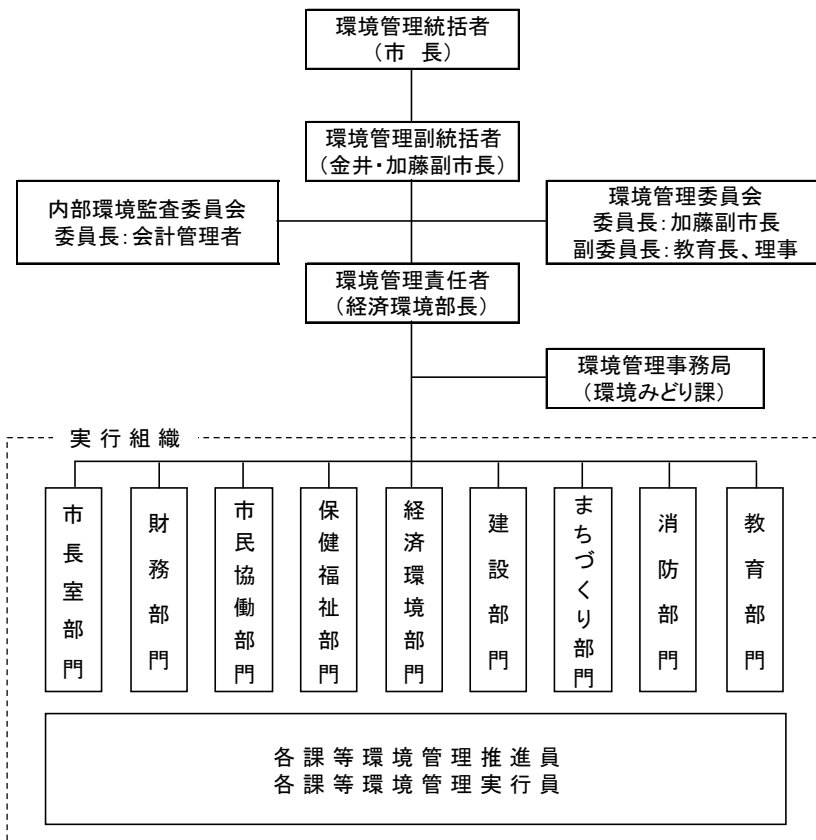 環境管理統括者
（市　長）
環境管理副統括者
（金井・加藤副市長）
内部環境監査委員会
委員長：会計管理者
環境管理委員会
委員長：加藤副市長
副委員長：教育長、理事
環境管理責任者
（経済環境部長）
環境管理事務局
（環境みどり課）
実行組織
市長室部門
財務部門
市民協働部門
保健福祉部門
経済環境部門
建設部門
まちづくり部門
消防部門
教育部門
各課等環境管理推進員
各課等環境管理実行員